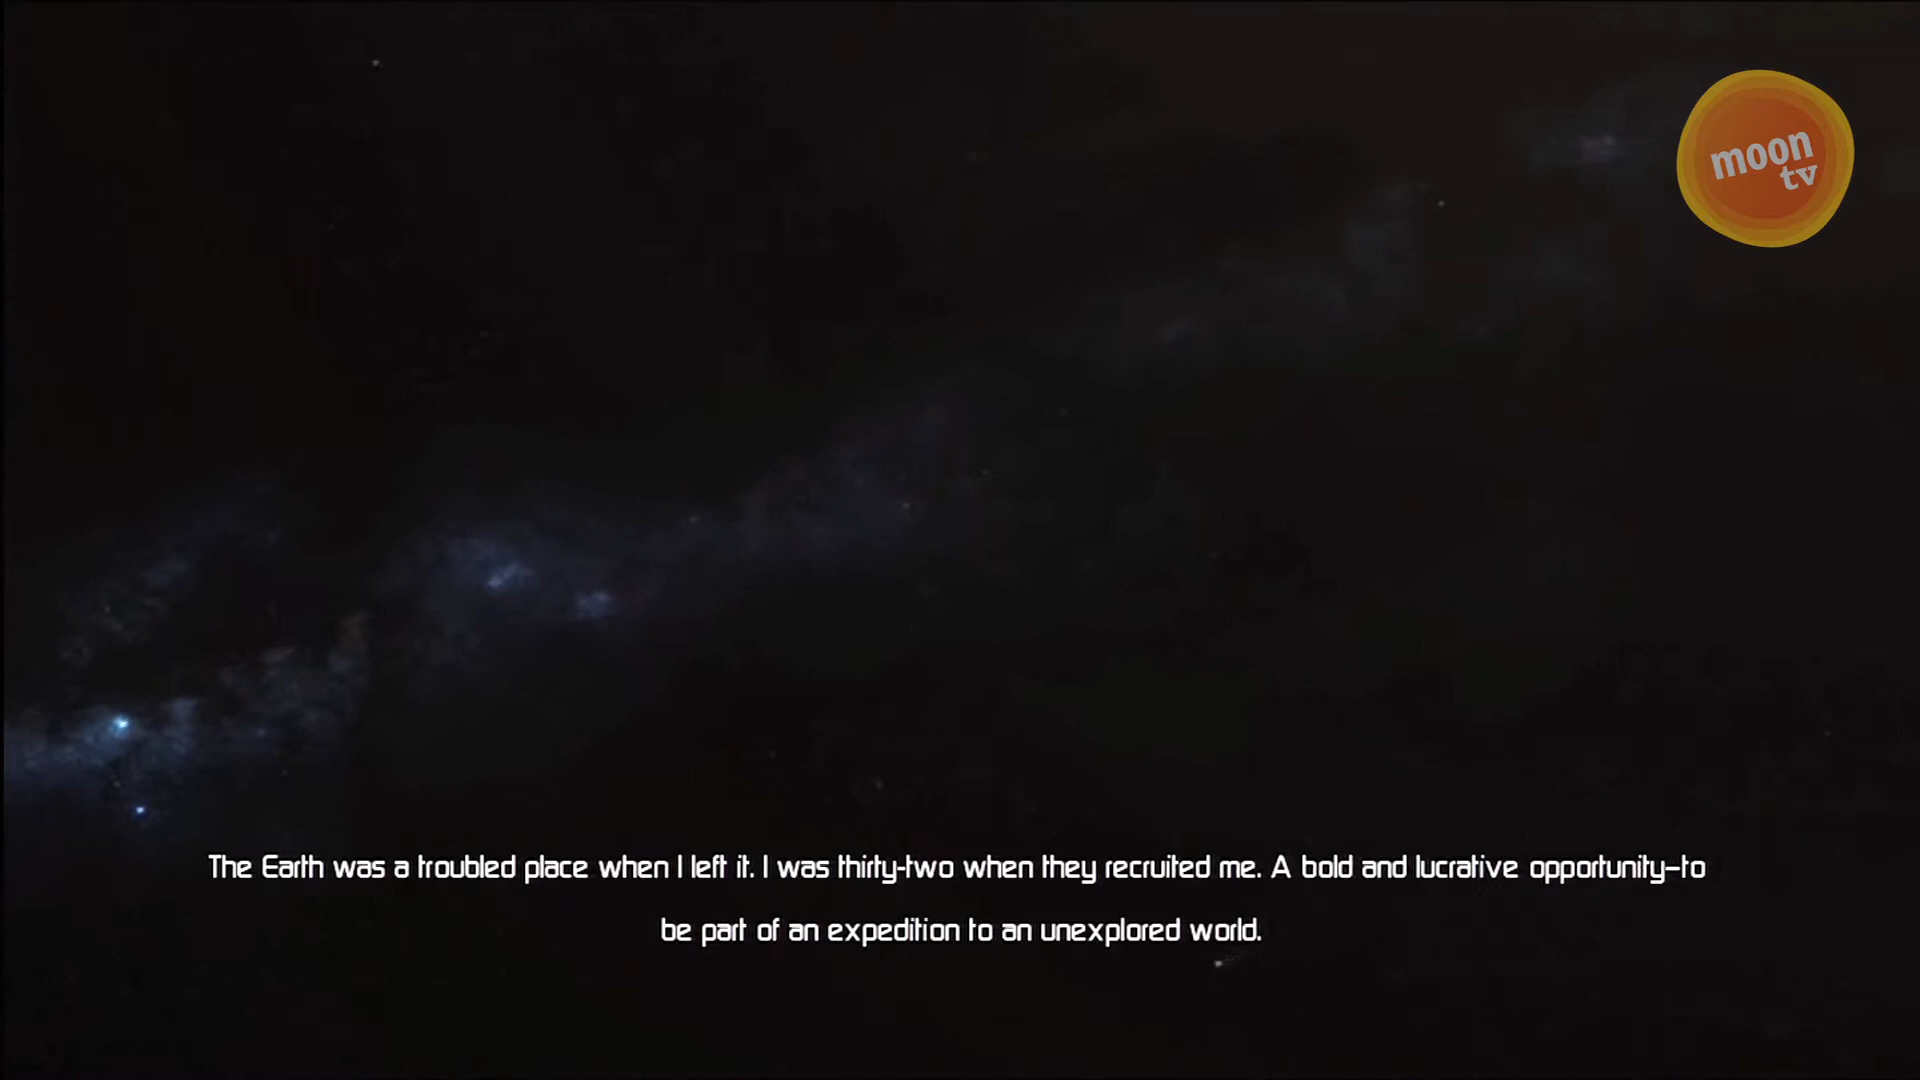 moon
tv
The Earth was a troubled place when I left it. I was thirty-two when they recruited me. A bold and lucrative opportunity–to
be part of an expedition to an unexplored world.